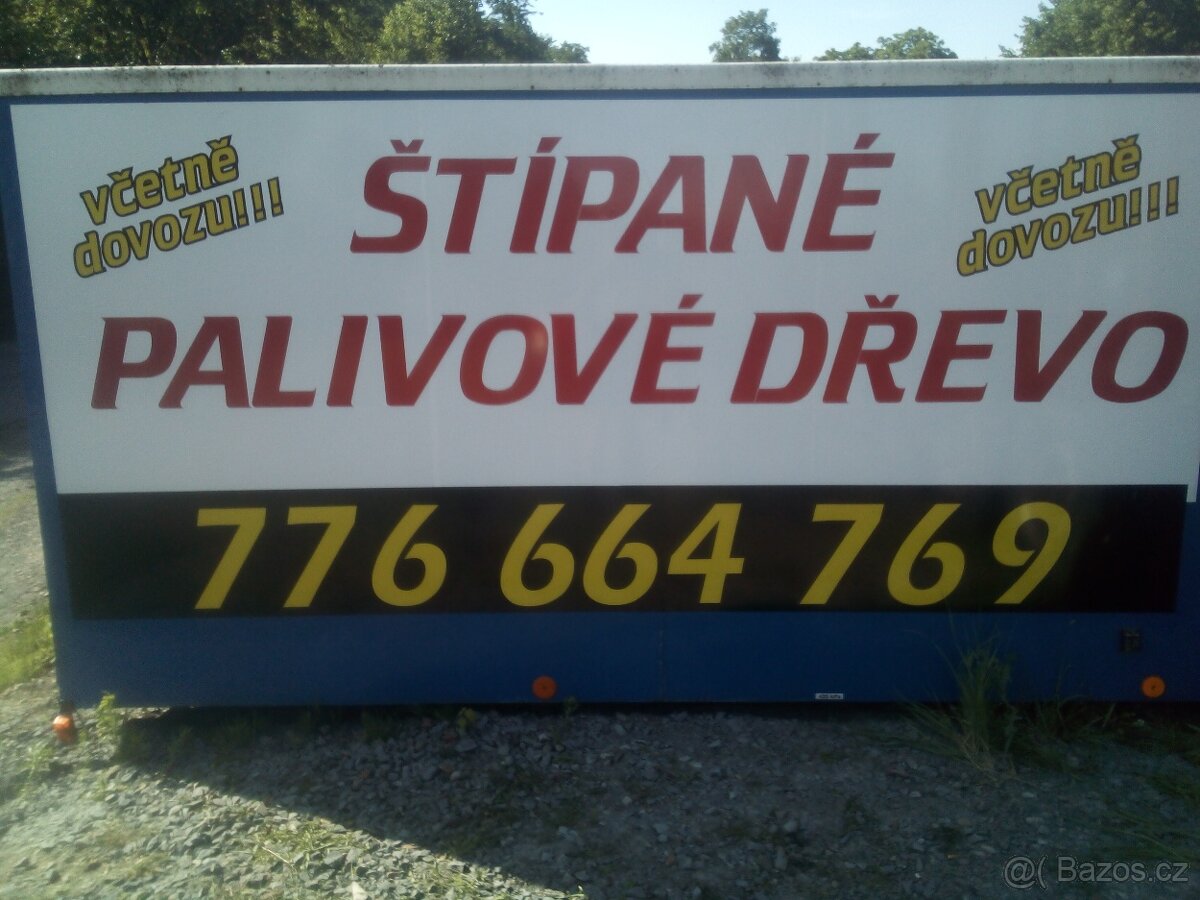 včetně
dovozu!!!
ŠTÍPANÉ
včetně
dovozu!!!
PALIVOVÉ DŘEVO
776 664 769
@( Bazos.cz